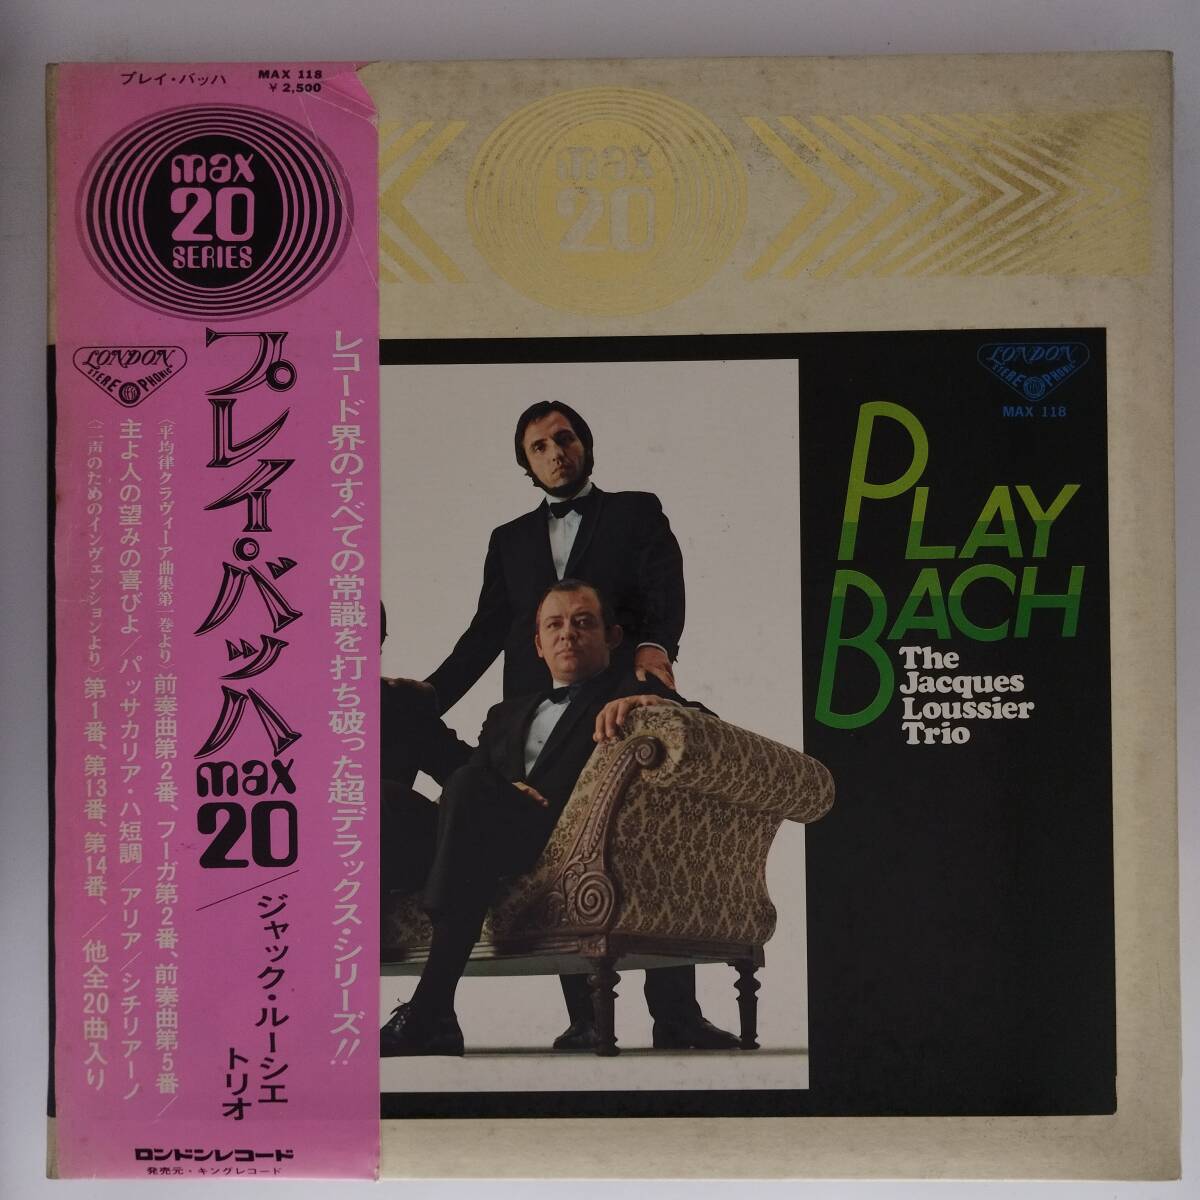 プレイ・バッハ
MAX 118
¥ 2,500
max
20
SERIES
レコード界のすべての常識を打ち破った超デラックス・シリーズ!!
プレイ・バッハ
max
20
ジャック・ルーシエ
トリオ
LONDON
STEREO PHONIC
〈平均律クラヴィーア曲集第一巻より〉前奏曲第2番、フーガ第2番、前奏曲第5番/
主よ人の望みの喜びよ/パッサカリア・ハ短調/アリア/シチリアーノ
〈二声のためのインヴェンションより〉第1番、第13番、第14番、/他全20曲入り
ロンドンレコード
発売元・キングレコード
max
20
LONDON
STEREO PHONIC
MAX 118
PLAY
BACH
The
Jacques
Loussier
Trio